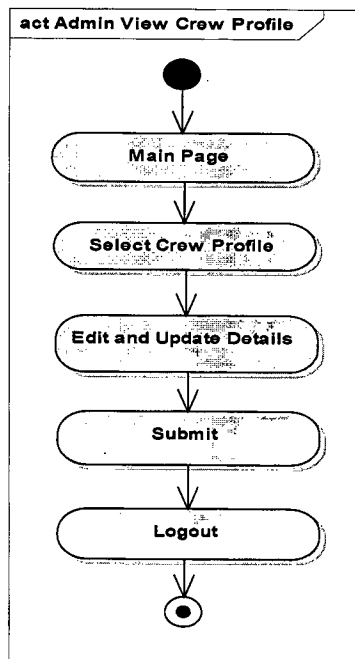 act Admin View Crew Profile
Main Page
Select Crew Profile
Edit and Update Details
Submit
Logout